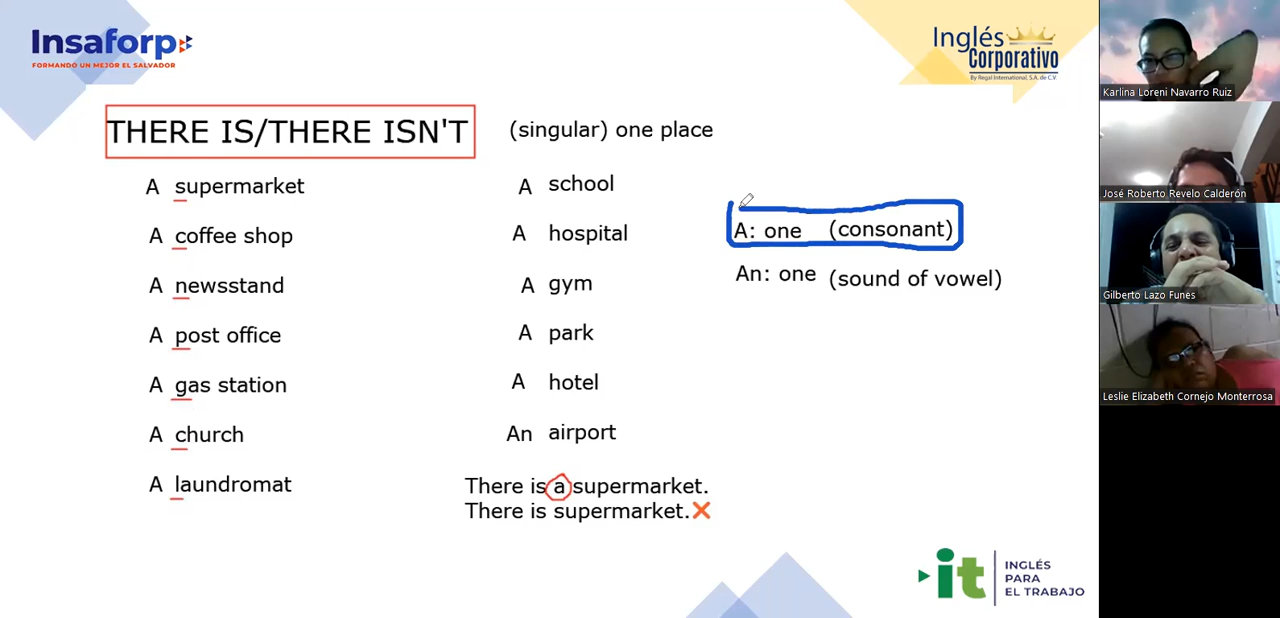 Insaforp
FORMANDO UN MEJOR EL SALVADOR
Inglés
Corporativo
By Regal International, S.A. de C.V.
THERE IS/THERE ISN'T
(singular) one place
A supermarket
A coffee shop
A newsstand
A post office
A gas station
A church
A laundromat
A school
A hospital
A gym
A park
A hotel
An airport
A: one (consonant)
An: one (sound of vowel)
There is a supermarket.
There is supermarket.
it
INGLÉS
PARA
EL TRABAJO
Karlina Loreni Navarro Ruiz
José Roberto Revelo Calderón
Gilberto Lazo Funes
Leslie Elizabeth Cornejo Monterrosa